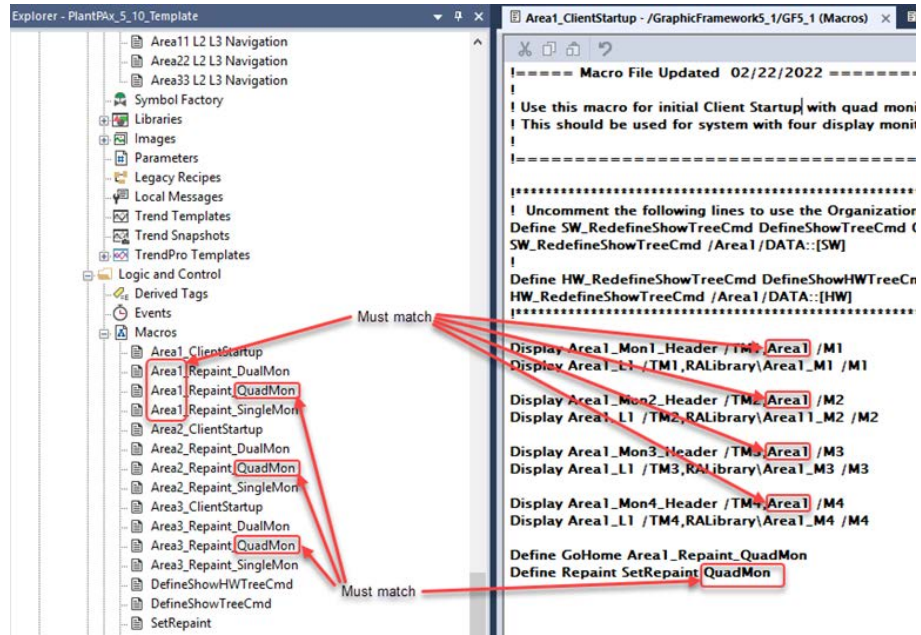 Explorer - PlantPAx_5_10_Template
Area11 L2 L3 Navigation
Area22 L2 L3 Navigation
Area33 L2 L3 Navigation
Symbol Factory
Libraries
Images
Parameters
Legacy Recipes
Local Messages
Trend Templates
Trend Snapshots
TrendPro Templates
Logic and Control
Derived Tags
Events
Macros
Area1_ClientStartup
Area1_Repaint_DualMon
Area1_Repaint_QuadMon
Area1_Repaint_SingleMon
Area2_ClientStartup
Area2_Repaint_DualMon
Area2_Repaint_QuadMon
Area2_Repaint_SingleMon
Area3_ClientStartup
Area3_Repaint_DualMon
Area3_Repaint_QuadMon
Area3_Repaint_SingleMon
DefineShowHWTreeCmd
DefineShowTreeCmd
SetRepaint
Must match
Must match
Area1_ClientStartup - /GraphicFramework5_1/GF5_1 (Macros)
!===== Macro File Updated 02/22/2022 ========
!
! Use this macro for initial Client Startup with quad moni
! This should be used for system with four display monit
!
!==================================
!**********************************
! Uncomment the following lines to use the Organization
Define SW_RedefineShowTreeCmd DefineShowTreeCmd
SW_RedefineShowTreeCmd /Area1/DATA::[SW]
!
Define HW_RedefineShowTreeCmd DefineShowHWTreeCm
HW_RedefineShowTreeCmd /Area1/DATA::[HW]
!**********************************
Display Area1_Mon1_Header /TM1,Area1 /M1
Display Area1_L1 /TM1,RALibrary\Area1_M1 /M1
Display Area1_Mon2_Header /TM2,Area1 /M2
Display Area1_L1 /TM2,RALibrary\Area11_M2 /M2
Display Area1_Mon3_Header /TM3,Area1 /M3
Display Area1_L1 /TM3,RALibrary\Area1_M3 /M3
Display Area1_Mon4_Header /TM4,Area1 /M4
Display Area1_L1 /TM4,RALibrary\Area1_M4 /M4
Define GoHome Area1_Repaint_QuadMon
Define Repaint SetRepaint QuadMon